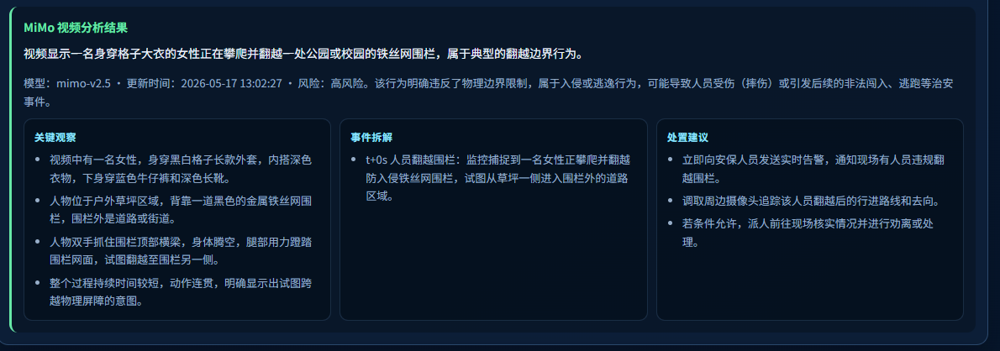 MiMo 视频分析结果
视频显示一名身穿格子大衣的女性正在攀爬并翻越一处公园或校园的铁丝网围栏，属于典型的翻越边界行为。
模型：mimo-v2.5 · 更新时间：2026-05-17 13:02:27 · 风险：高风险。该行为明确违反了物理边界限制，属于入侵或逃逸行为，可能导致人员受伤（摔伤）或引发后续的非法闯入、逃跑等治安
事件。
关键观察
视频中有一名女性，身穿黑白格子长款外套，内搭深色
衣物，下身穿蓝色牛仔裤和深色长靴。
人物位于户外草坪区域，背靠一道黑色的金属铁丝网围
栏，围栏外是道路或街道。
人物双手抓住围栏顶部横梁，身体腾空，腿部用力蹬踏
围栏网面，试图翻越至围栏另一侧。
整个过程持续时间较短，动作连贯，明确显示出试图跨
越物理屏障的意图。
事件拆解
t+0s 人员翻越围栏：监控捕捉到一名女性正攀爬并翻越
防入侵铁丝网围栏，试图从草坪一侧进入围栏外的道路
区域。
处置建议
立即向安保人员发送实时告警，通知现场有人员违规翻
越围栏。
调取周边摄像头追踪该人员翻越后的行进路线和去向。
若条件允许，派人前往现场核实情况并进行劝离或处
理。